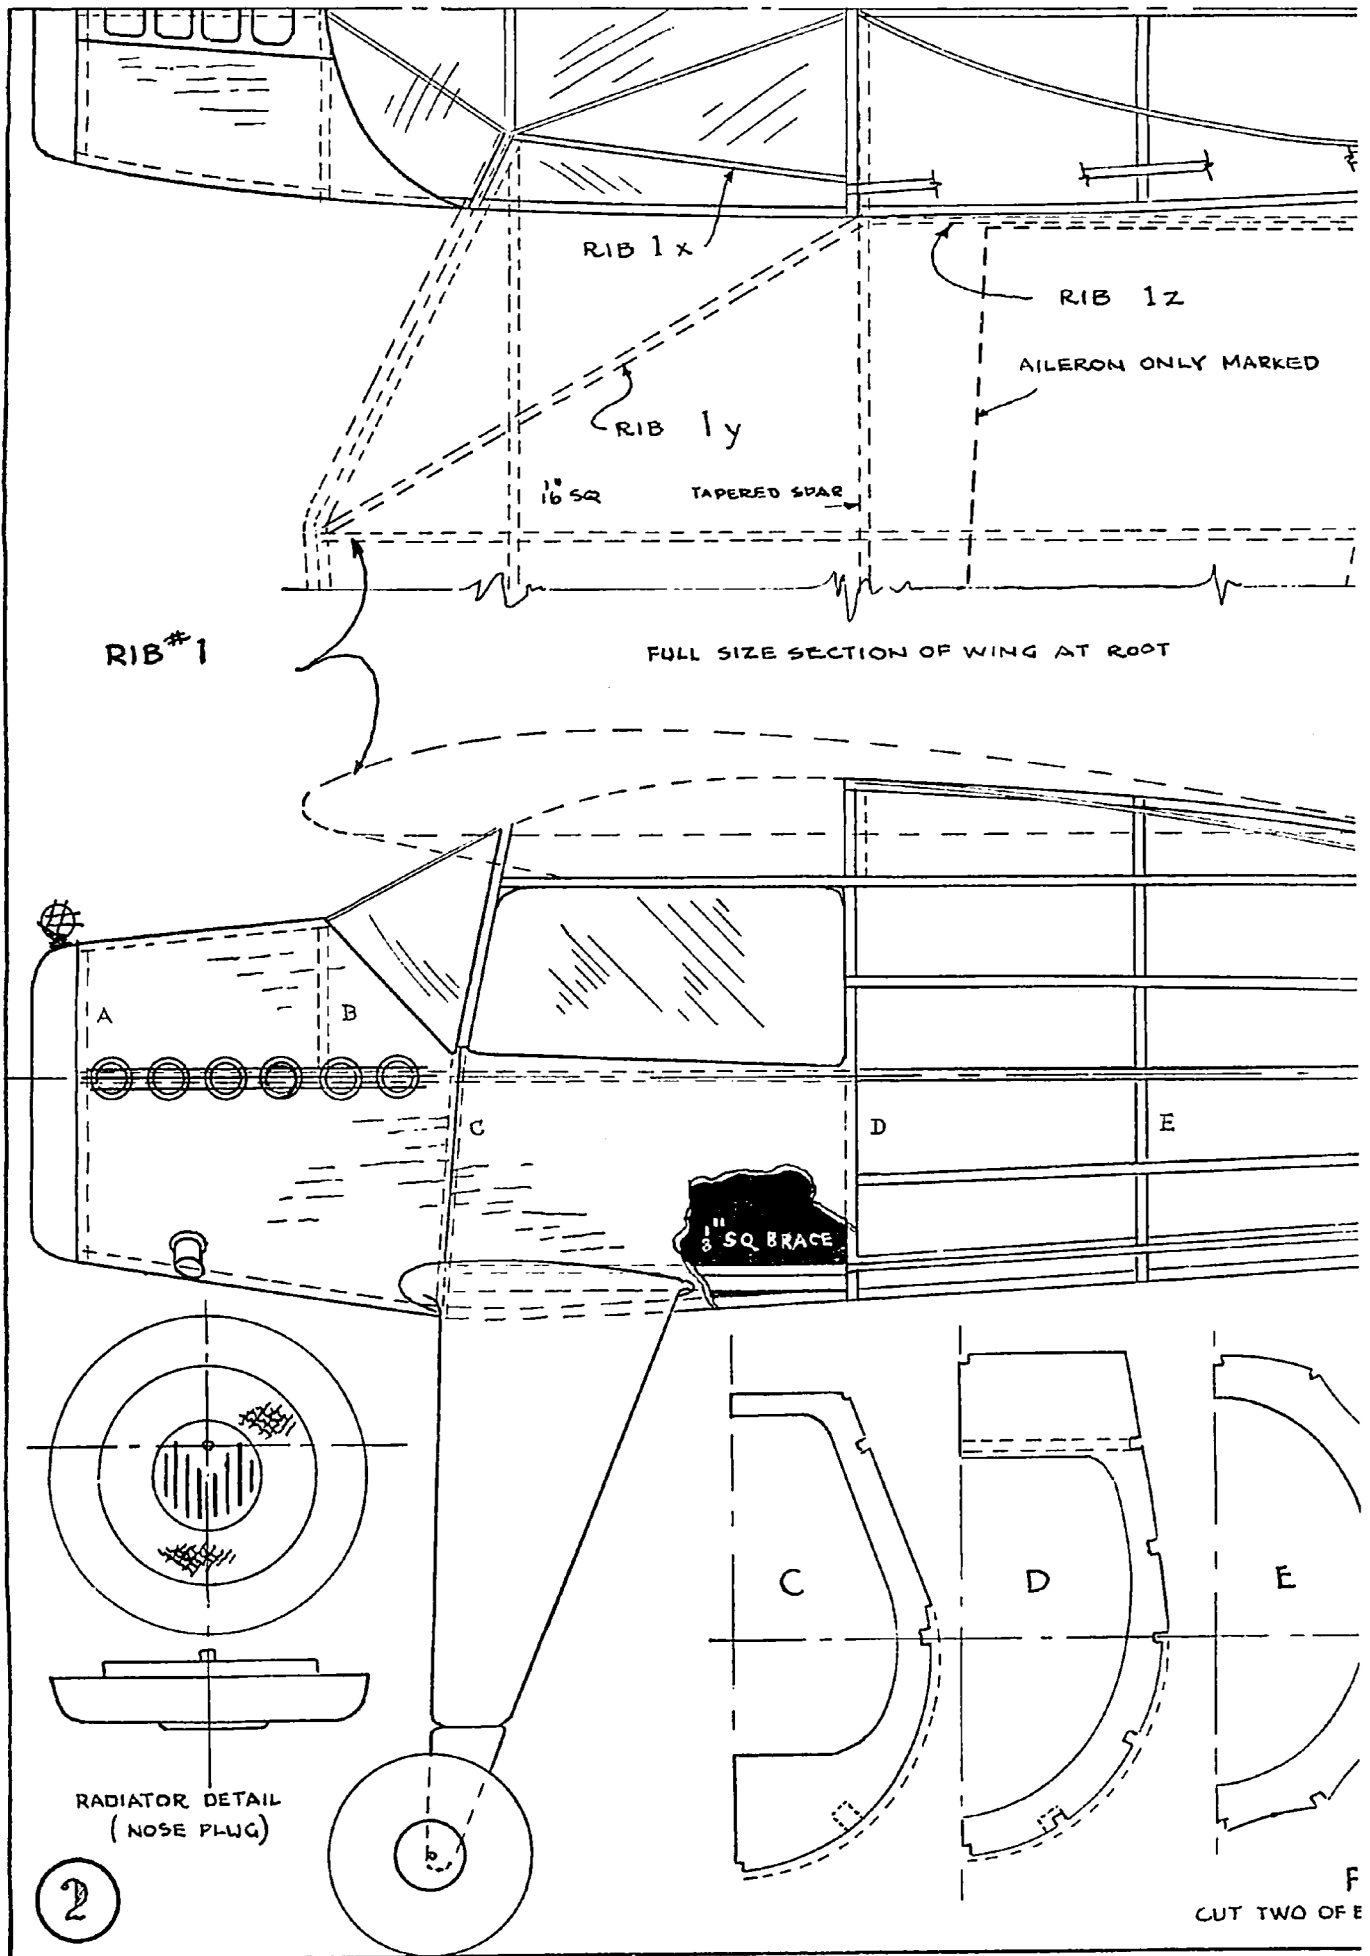 RIB 1x
RIB 1z
AILERON ONLY MARKED
RIB 1y
1/16" SQ
TAPERED SPAR
RIB #1
FULL SIZE SECTION OF WING AT ROOT
A
B
C
D
E
1/8" SQ BRACE
C
D
E
RADIATOR DETAIL
(NOSE PLUG)
2
F
CUT TWO OF E